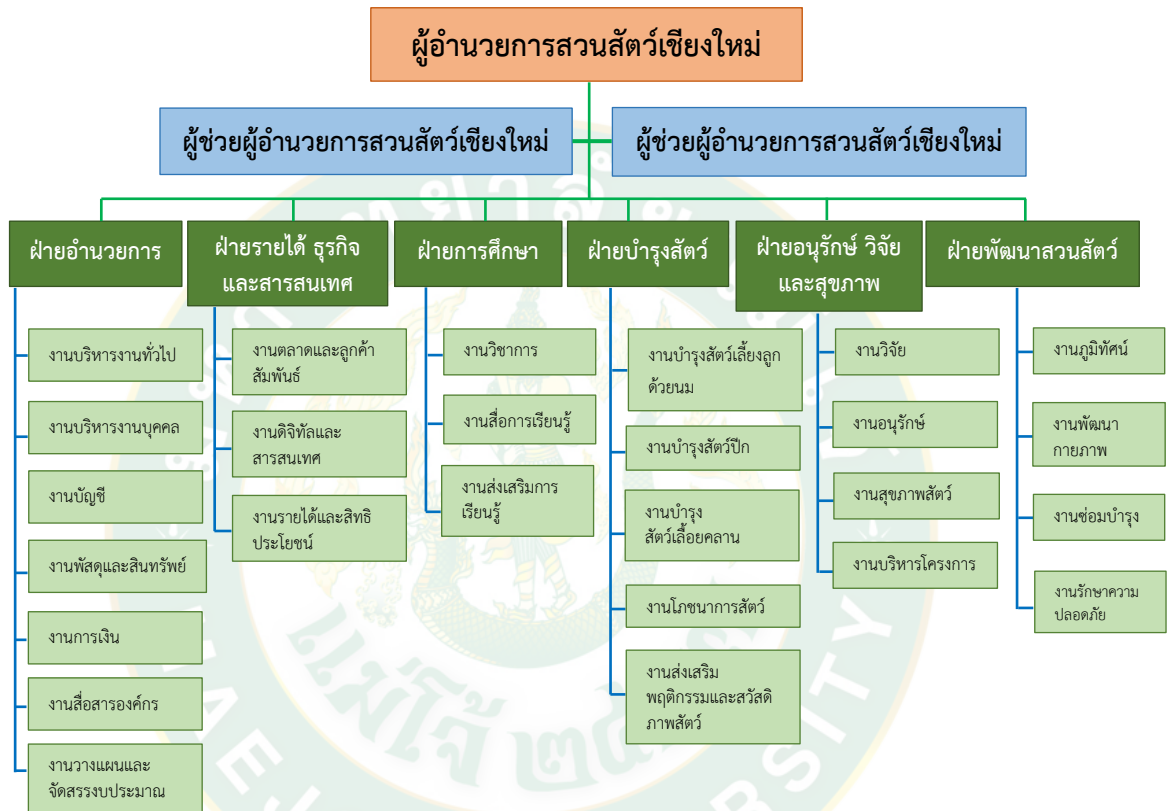 ผู้อำนวยการสวนสัตว์เชียงใหม่
ผู้ช่วยผู้อำนวยการสวนสัตว์เชียงใหม่
ผู้ช่วยผู้อำนวยการสวนสัตว์เชียงใหม่
ฝ่ายอำนวยการ
งานบริหารงานทั่วไป
งานบริหารงานบุคคล
งานบัญชี
งานพัสดุและสินทรัพย์
งานการเงิน
งานสื่อสารองค์กร
งานวางแผนและ
จัดสรรงบประมาณ
ฝ่ายรายได้ ธุรกิจ
และสารสนเทศ
งานตลาดและลูกค้า
สัมพันธ์
งานดิจิทัลและ
สารสนเทศ
งานรายได้และสิทธิ
ประโยชน์
ฝ่ายการศึกษา
งานวิชาการ
งานสื่อการเรียนรู้
งานส่งเสริมการ
เรียนรู้
ฝ่ายบำรุงสัตว์
งานบำรุงสัตว์เลี้ยงลูก
ด้วยนม
งานบำรุงสัตว์ปีก
งานบำรุง
สัตว์เลื้อยคลาน
งานโภชนาการสัตว์
งานส่งเสริม
พฤติกรรมและสวัสดิ
ภาพสัตว์
ฝ่ายอนุรักษ์ วิจัย
และสุขภาพ
งานวิจัย
งานอนุรักษ์
งานสุขภาพสัตว์
งานบริหารโครงการ
ฝ่ายพัฒนาสวนสัตว์
งานภูมิทัศน์
งานพัฒนา
กายภาพ
งานซ่อมบำรุง
งานรักษาความ
ปลอดภัย
แม่โจ้